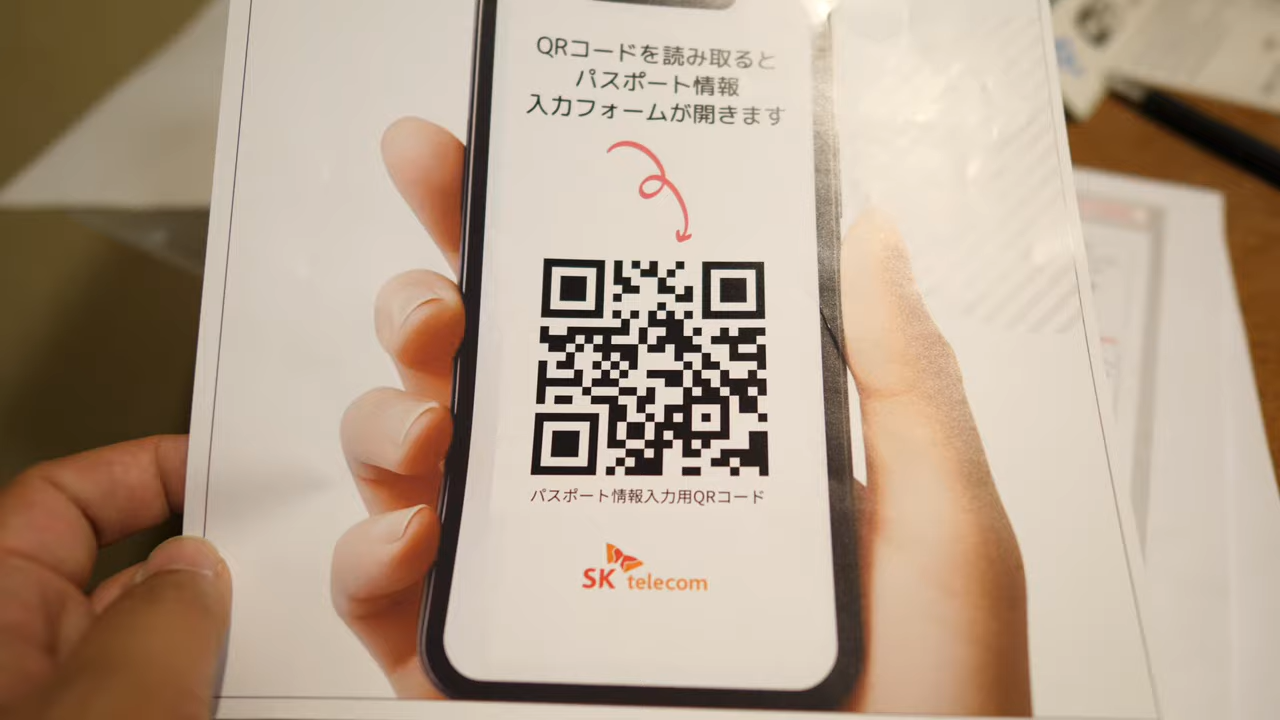 QRコードを読み取ると
パスポート情報
入力フォームが開きます
パスポート情報入力用QRコード
SK telecom